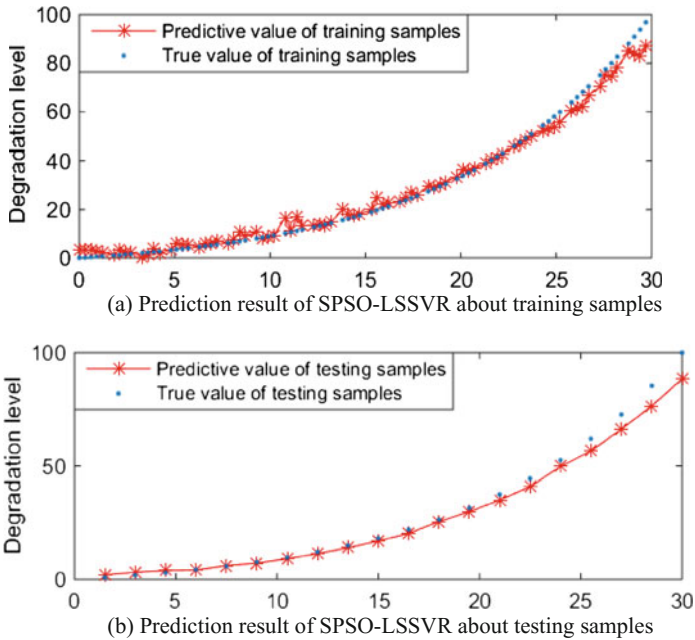 100
80
60
40
20
0
Degradation level
Predictive value of training samples
True value of training samples
0 5 10 15 20 25 30
(a) Prediction result of SPSO-LSSVR about training samples
100
50
0
Degradation level
Predictive value of testing samples
True value of testing samples
0 5 10 15 20 25 30
(b) Prediction result of SPSO-LSSVR about testing samples